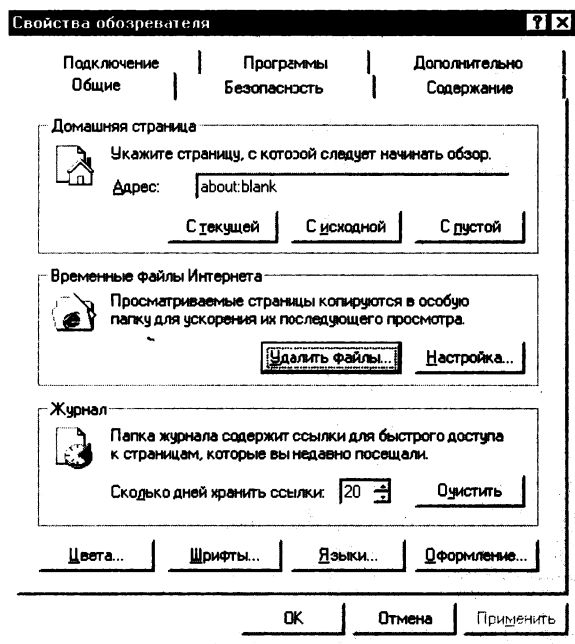 Свойства обозревателя
Подключение Программы Дополнительно
Общие Безопасность Содержание
Домашняя страница
Укажите страницу, с которой следует начинать обзор.
Адрес: about:blank
С текущей С исходной С пустой
Временные файлы Интернета
Просматриваемые страницы копируются в особую
папку для ускорения их последующего просмотра.
Удалить файлы... Настройка...
Журнал
Папка журнала содержит ссылки для быстрого доступа
к страницам, которые вы недавно посещали.
Сколько дней хранить ссылки: 20 Очистить
Цвета... Шрифты... Языки... Оформление...
OK Отмена Применить